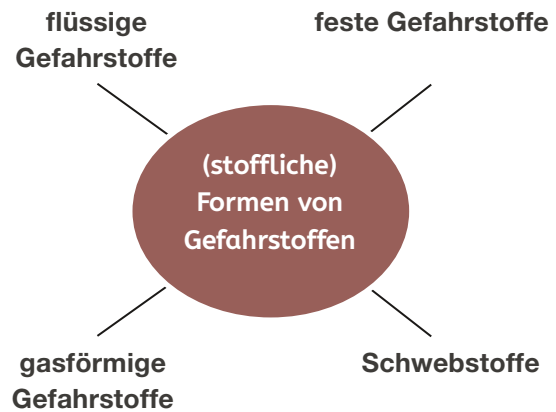 flüssige
Gefahrstoffe
feste Gefahrstoffe
(stoffliche)
Formen von
Gefahrstoffen
gasförmige
Gefahrstoffe
Schwebstoffe